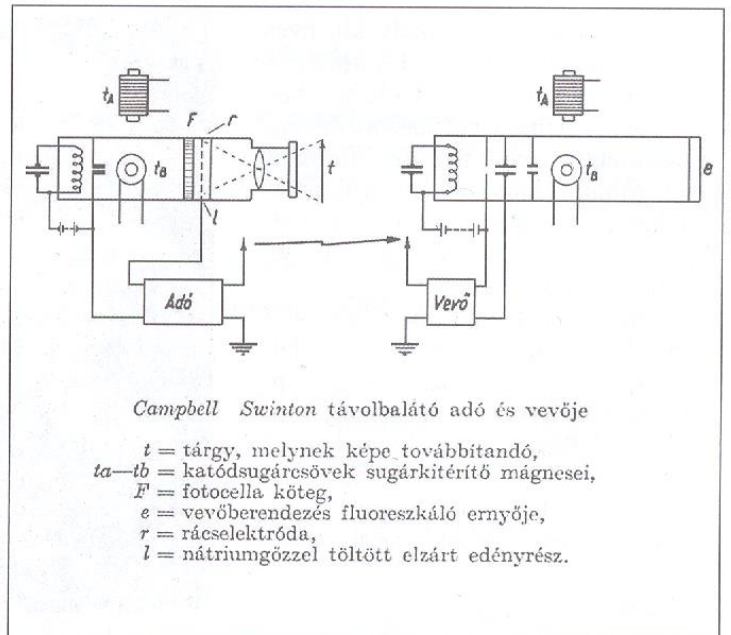 tA
tA
F r
tB
t
tB
e
l
Adó
Verő
Campbell Swinton távolbalátó adó és vevője
t = tárgy, melynek képe továbbítandó,
ta—tb = katódsugárcsövek sugárkitérítő mágnesei,
F = fotocella köteg,
e = vevőberendezés fluoreszkáló ernyője,
r = rácselektróda,
l = nátriumgőzzel töltött elzárt edényrész.